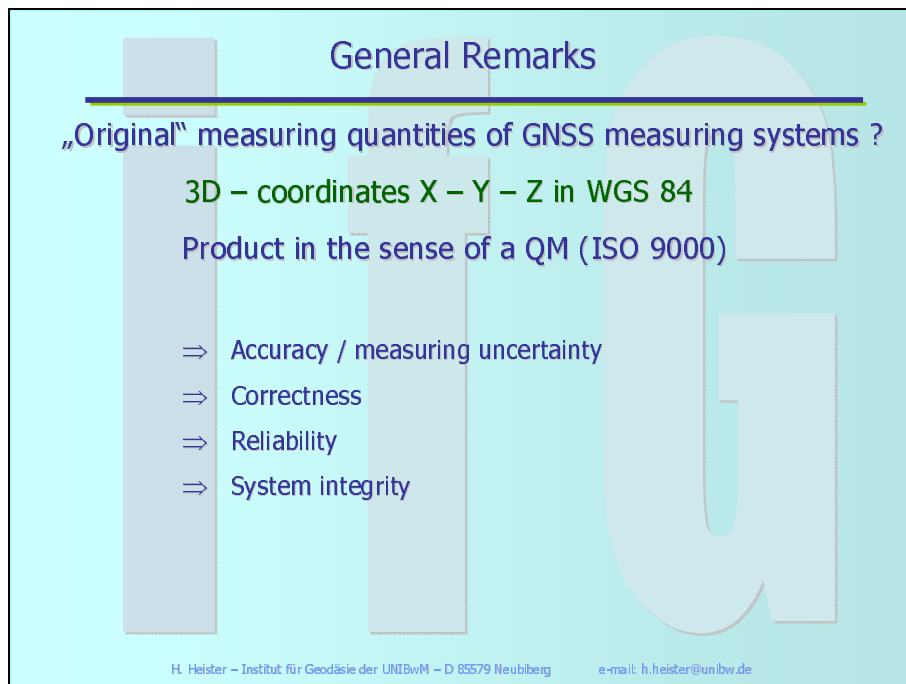 General Remarks
„Original“ measuring quantities of GNSS measuring systems ?
3D – coordinates X – Y – Z in WGS 84
Product in the sense of a QM (ISO 9000)
⇒ Accuracy / measuring uncertainty
⇒ Correctness
⇒ Reliability
⇒ System integrity
ifG
H. Heister – Institut für Geodäsie der UNIBwM – D 85579 Neubiberg e-mail: h.heister@unibw.de